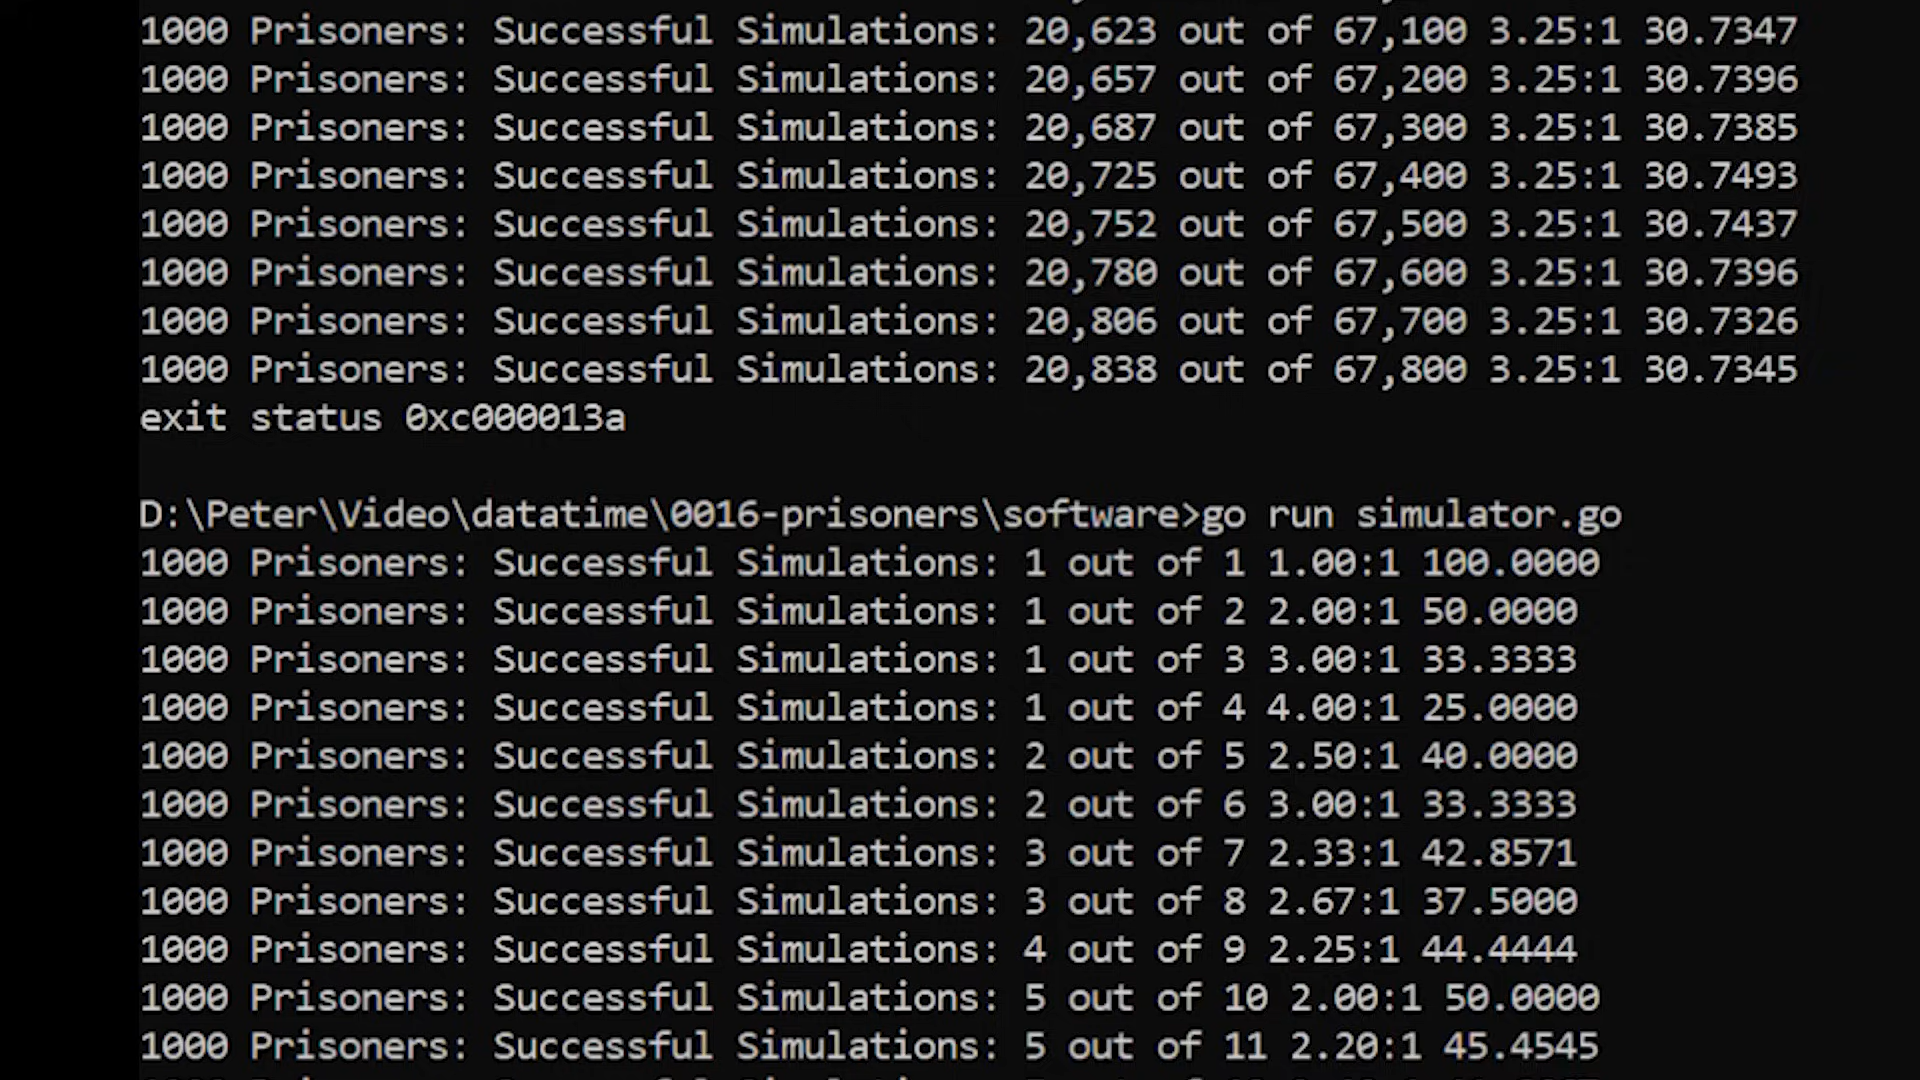 1000 Prisoners: Successful Simulations: 20,623 out of 67,100 3.25:1 30.7347
1000 Prisoners: Successful Simulations: 20,657 out of 67,200 3.25:1 30.7396
1000 Prisoners: Successful Simulations: 20,687 out of 67,300 3.25:1 30.7385
1000 Prisoners: Successful Simulations: 20,725 out of 67,400 3.25:1 30.7493
1000 Prisoners: Successful Simulations: 20,752 out of 67,500 3.25:1 30.7437
1000 Prisoners: Successful Simulations: 20,780 out of 67,600 3.25:1 30.7396
1000 Prisoners: Successful Simulations: 20,806 out of 67,700 3.25:1 30.7326
1000 Prisoners: Successful Simulations: 20,838 out of 67,800 3.25:1 30.7345
exit status 0xc000013a
D:\Peter\Video\datatime\0016-prisoners\software>go run simulator.go
1000 Prisoners: Successful Simulations: 1 out of 1 1.00:1 100.0000
1000 Prisoners: Successful Simulations: 1 out of 2 2.00:1 50.0000
1000 Prisoners: Successful Simulations: 1 out of 3 3.00:1 33.3333
1000 Prisoners: Successful Simulations: 1 out of 4 4.00:1 25.0000
1000 Prisoners: Successful Simulations: 2 out of 5 2.50:1 40.0000
1000 Prisoners: Successful Simulations: 2 out of 6 3.00:1 33.3333
1000 Prisoners: Successful Simulations: 3 out of 7 2.33:1 42.8571
1000 Prisoners: Successful Simulations: 3 out of 8 2.67:1 37.5000
1000 Prisoners: Successful Simulations: 4 out of 9 2.25:1 44.4444
1000 Prisoners: Successful Simulations: 5 out of 10 2.00:1 50.0000
1000 Prisoners: Successful Simulations: 5 out of 11 2.20:1 45.4545